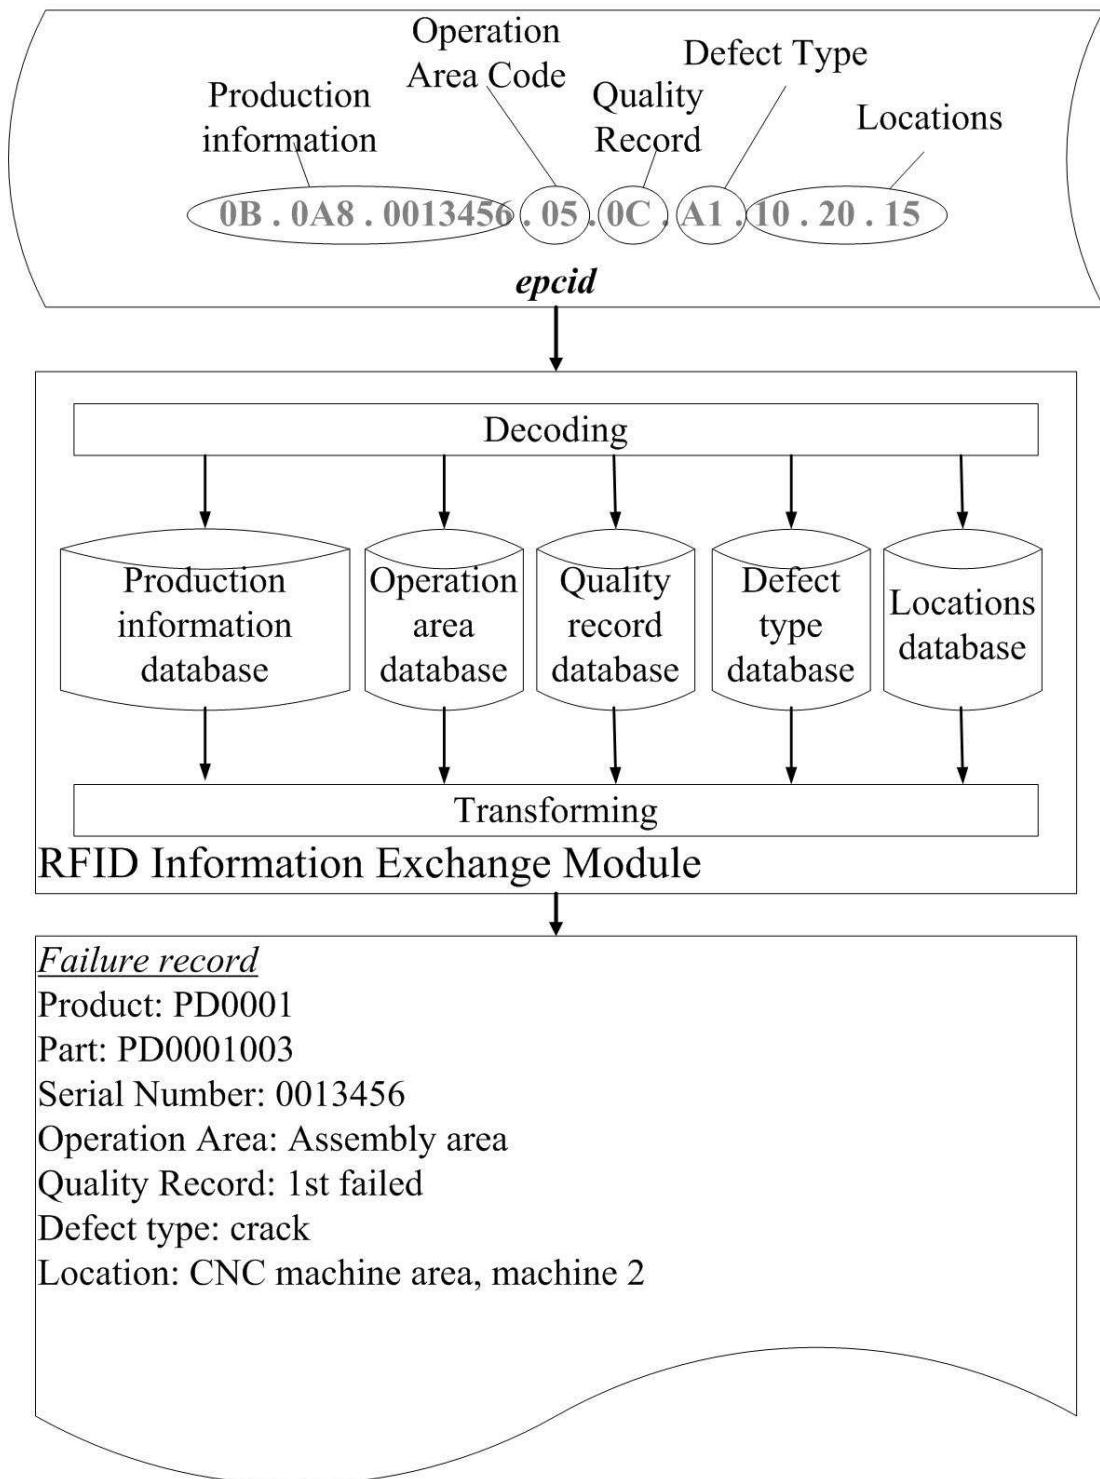 Operation
Area Code
Defect Type
Production
information
Quality
Record
Locations
0B . 0A8 . 0013456 . 05 . 0C . A1 . 10 . 20 . 15
epcid
Decoding
Production
information
database
Operation
area
database
Quality
record
database
Defect
type
database
Locations
database
Transforming
RFID Information Exchange Module
Failure record
Product: PD0001
Part: PD0001003
Serial Number: 0013456
Operation Area: Assembly area
Quality Record: 1st failed
Defect type: crack
Location: CNC machine area, machine 2